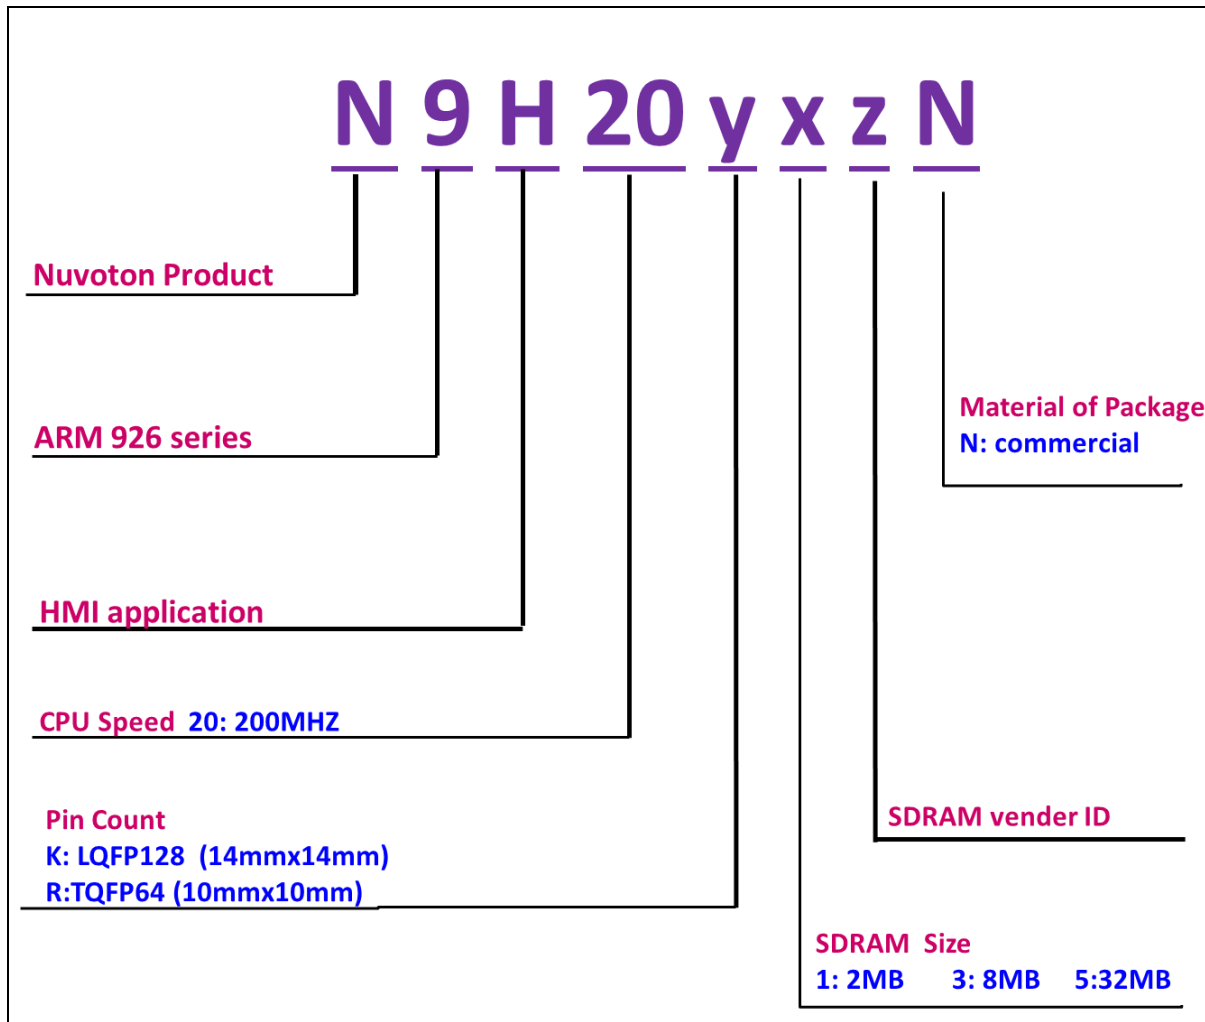 N 9 H 20 y x z N
Nuvoton Product
ARM 926 series
Material of Package
N: commercial
HMI application
CPU Speed 20: 200MHZ
Pin Count
K: LQFP128 (14mmx14mm)
R:TQFP64 (10mmx10mm)
SDRAM vender ID
SDRAM Size
1: 2MB 3: 8MB 5:32MB